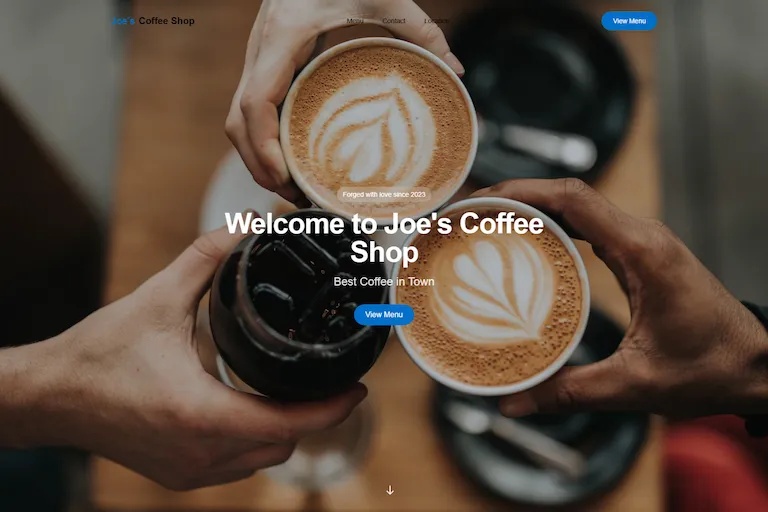 Joe's Coffee Shop
Menu
Contact
Location
View Menu
Forged with love since 2023
Welcome to Joe's Coffee
Shop
Best Coffee in Town
View Menu